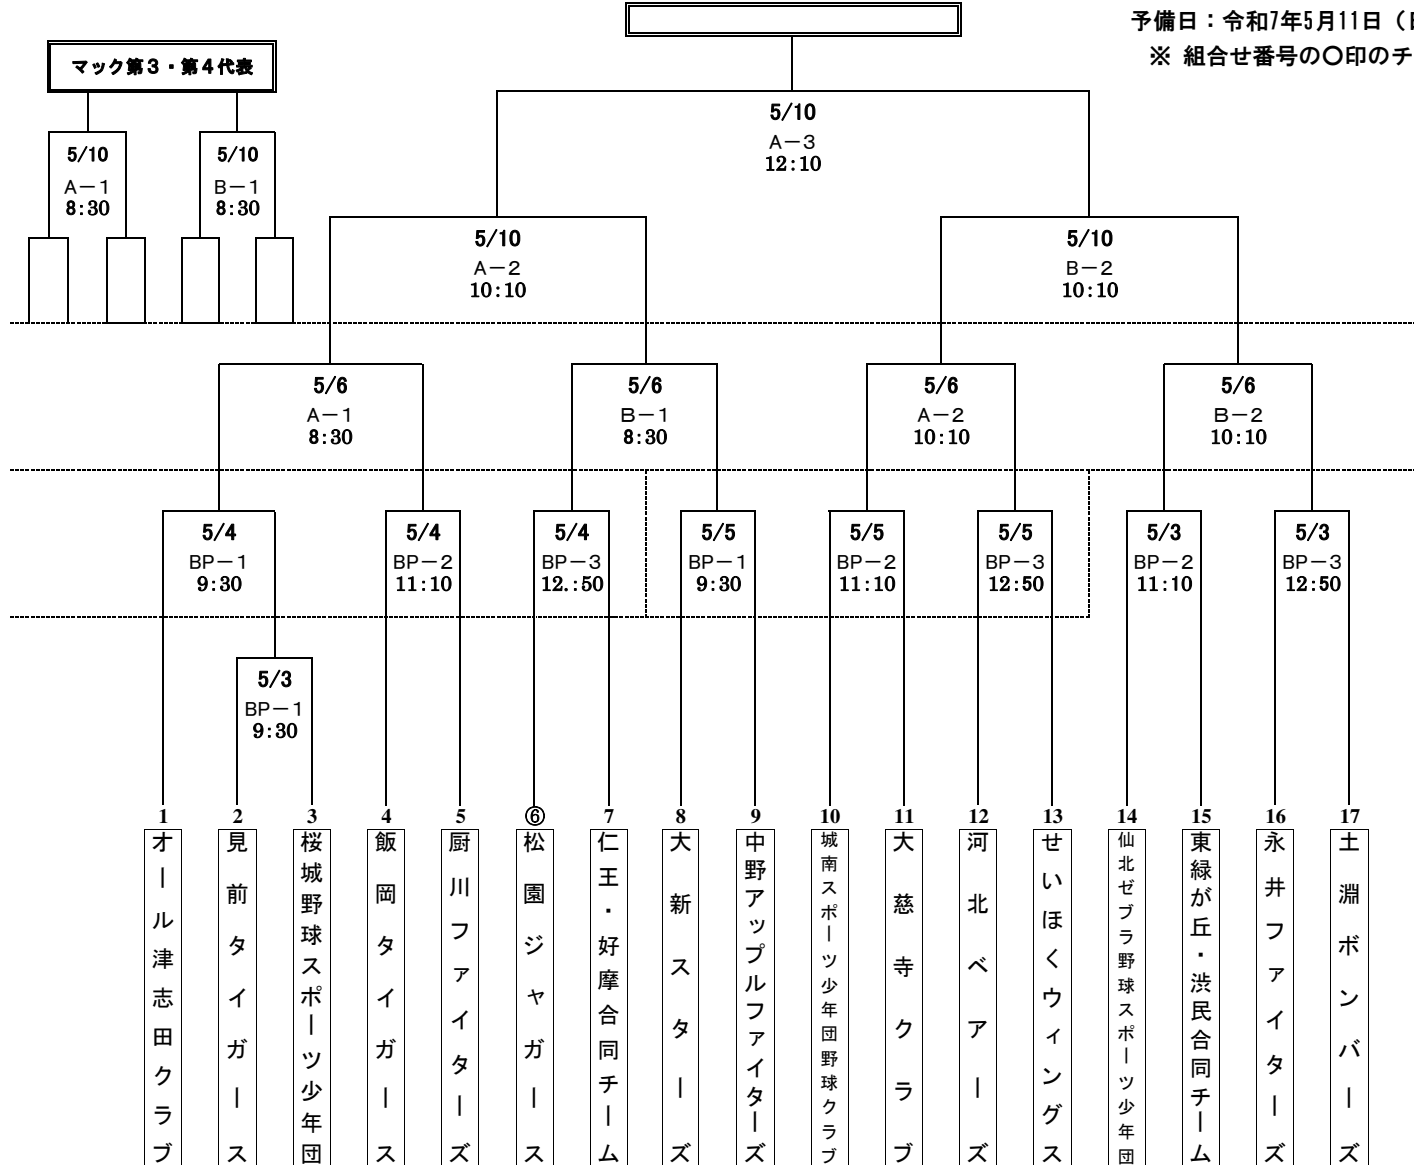 予備日：令和7年5月11日（日
※ 組合せ番号の〇印のチ
マック第３・第４代表
5/10
A－1
8:30
5/10
B－1
8:30
5/10
A－3
12:10
5/10
A－2
10:10
5/10
B－2
10:10
5/6
A－1
8:30
5/6
B－1
8:30
5/6
A－2
10:10
5/6
B－2
10:10
5/4
BP－1
9:30
5/4
BP－2
11:10
5/4
BP－3
12.:50
5/5
BP－1
9:30
5/5
BP－2
11:10
5/5
BP－3
12:50
5/3
BP－2
11:10
5/3
BP－3
12:50
5/3
BP－1
9:30
1
オール津志田クラブ
2
見前タイガース
3
桜城野球スポーツ少年団
4
飯岡タイガース
5
厨川ファイターズ
⑥
松園ジャガース
7
仁王・好摩合同チーム
8
大新スターズ
9
中野アップルファイターズ
10
城南スポーツ少年団野球クラブ
11
大慈寺クラブ
12
河北ベアーズ
13
せいほくウィングス
14
仙北ゼブラ野球スポーツ少年団
15
東緑が丘・渋民合同チーム
16
永井ファイターズ
17
土淵ボンバーズ